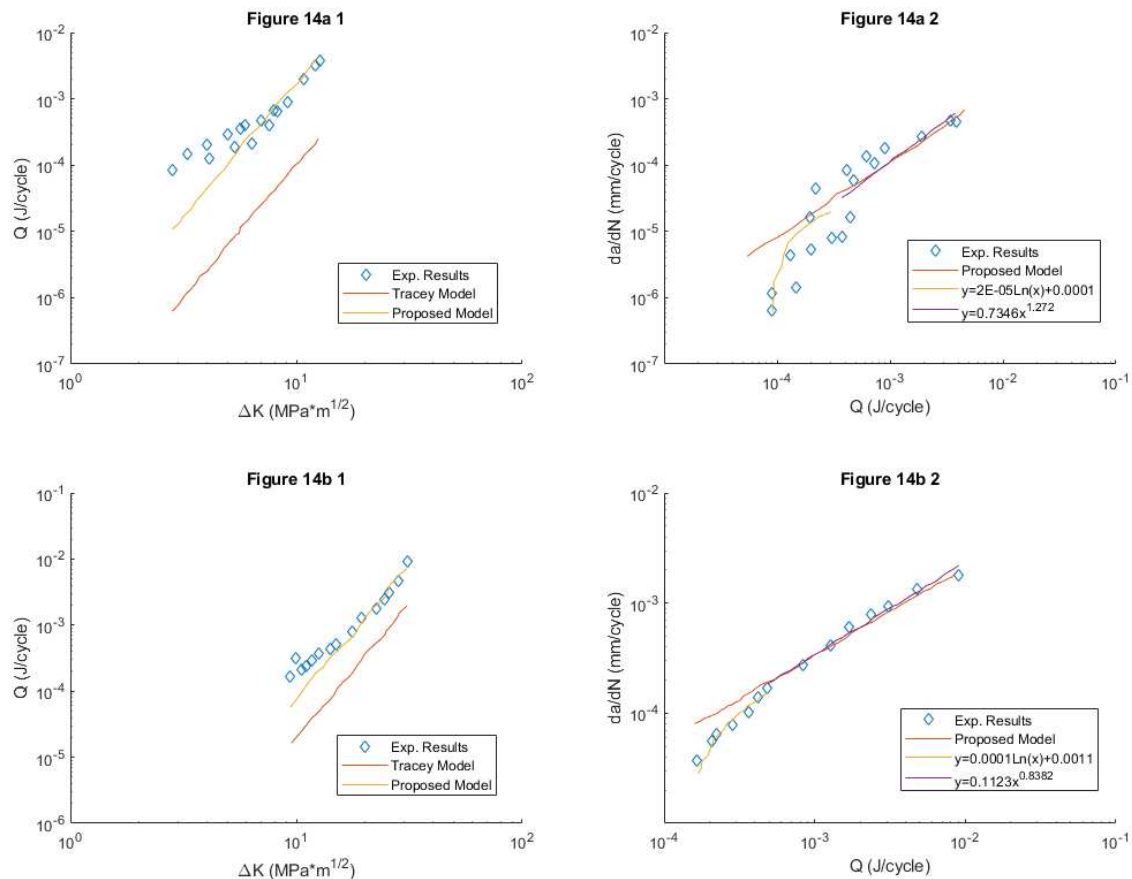 Figure 14a 1
10^-2
10^-3
10^-4
10^-5
10^-6
10^-7
Q (J/cycle)
10^0
10^1
10^2
ΔK (MPa*m^1/2)
Exp. Results
Tracey Model
Proposed Model
Figure 14a 2
10^-2
10^-3
10^-4
10^-5
10^-6
10^-7
da/dN (mm/cycle)
10^-4
10^-3
10^-2
10^-1
Q (J/cycle)
Exp. Results
Proposed Model
y=2E-05Ln(x)+0.0001
y=0.7346x^1.272
Figure 14b 1
10^-1
10^-2
10^-3
10^-4
10^-5
10^-6
Q (J/cycle)
10^0
10^1
10^2
ΔK (MPa*m^1/2)
Exp. Results
Tracey Model
Proposed Model
Figure 14b 2
10^-2
10^-3
10^-4
10^-5
da/dN (mm/cycle)
10^-4
10^-3
10^-2
10^-1
Q (J/cycle)
Exp. Results
Proposed Model
y=0.0001Ln(x)+0.0011
y=0.1123x^0.8382